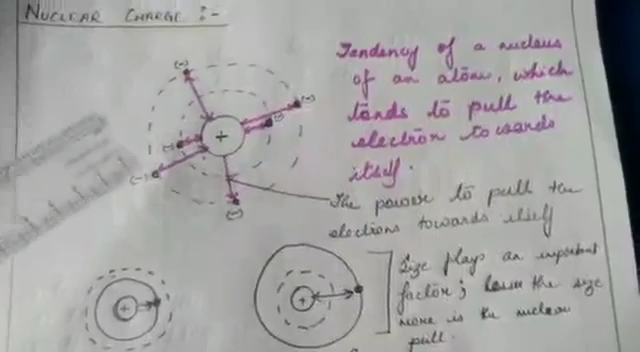 NUCLEAR CHARGE :-
Tendency of a nucleus
of an atom, which
tends to pull the
electron towards
itself.
The power to pull the
electrons towards itself
Size plays an important
factor; the size
more is the nuclear
pull.
(-)
(-)
(-)
(-)
(-)
(-)
+
+
+